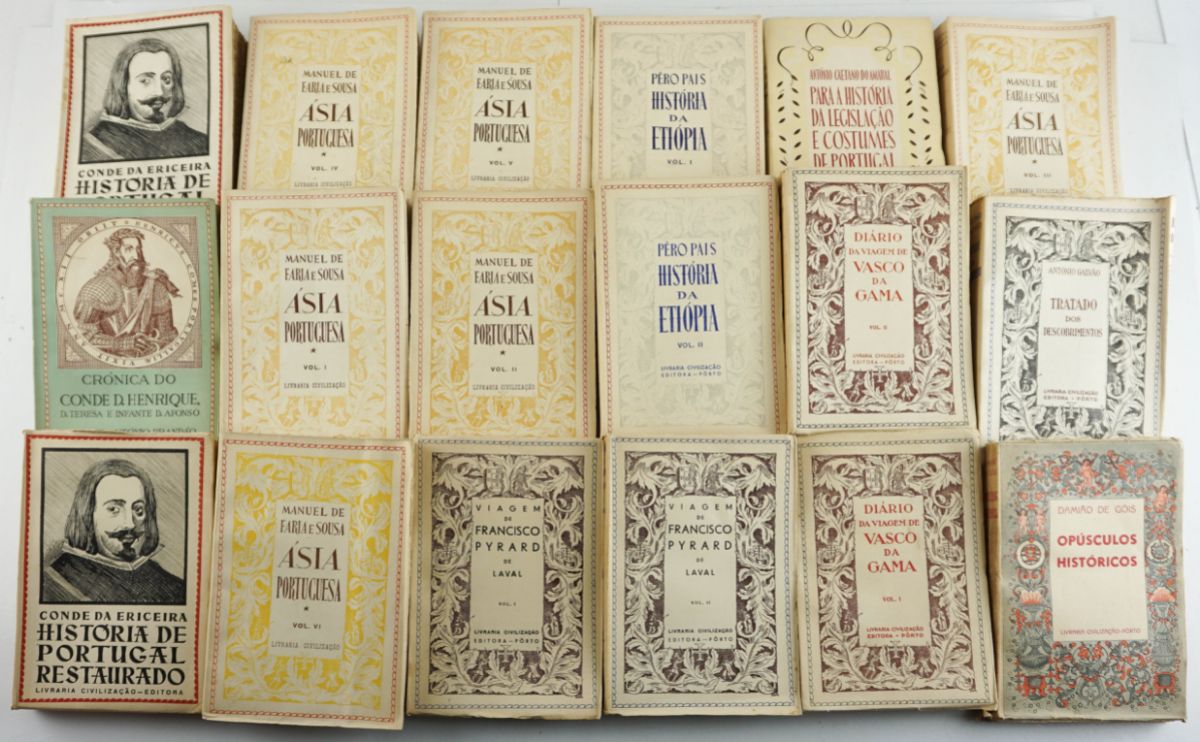 CONDE DA ERICEIRA
HISTÓRIA DE
PORTUGAL
MANUEL DE
FARIA E SOUSA
ÁSIA
PORTUGUESA
VOL. IV
LIVRARIA CIVILIZAÇÃO
MANUEL DE
FARIA E SOUSA
ÁSIA
PORTUGUESA
VOL. V
LIVRARIA CIVILIZAÇÃO
PÊRO PAIS
HISTÓRIA
DA
ETIÓPIA
VOL. I
ANTÓNIO CAETANO DO AMARAL
PARA A HISTÓRIA
DA LEGISLAÇÃO
E COSTUMES
DE PORTUGAL
MANUEL DE
FARIA E SOUSA
ÁSIA
PORTUGUESA
VOL. III
LIVRARIA CIVILIZAÇÃO
CRÓNICA DO
CONDE D. HENRIQUE,
D. TERESA E INFANTE D. AFONSO
MANUEL DE
FARIA E SOUSA
ÁSIA
PORTUGUESA
VOL. I
LIVRARIA CIVILIZAÇÃO
MANUEL DE
FARIA E SOUSA
ÁSIA
PORTUGUESA
VOL. II
LIVRARIA CIVILIZAÇÃO
PÊRO PAIS
HISTÓRIA
DA
ETIÓPIA
VOL. II
LIVRARIA CIVILIZAÇÃO
EDITORA - PÔRTO
DIÁRIO
DA VIAGEM DE
VASCO
DA
GAMA
VOL. II
LIVRARIA CIVILIZAÇÃO
EDITORA - PÔRTO
ANTÓNIO GALVÃO
TRATADO
DOS
DESCOBRIMENTOS
LIVRARIA CIVILIZAÇÃO
EDITORA - PÔRTO
CONDE DA ERICEIRA
HISTÓRIA DE
PORTUGAL
RESTAURADO
LIVRARIA CIVILIZAÇÃO—EDITORA
MANUEL DE
FARIA E SOUSA
ÁSIA
PORTUGUESA
VOL. VI
LIVRARIA CIVILIZAÇÃO
VIAGEM
DE
FRANCISCO
PYRARD
DE
LAVAL
VOL. I
LIVRARIA CIVILIZAÇÃO
EDITORA - PÔRTO
VIAGEM
DE
FRANCISCO
PYRARD
DE
LAVAL
VOL. II
LIVRARIA CIVILIZAÇÃO
EDITORA - PÔRTO
DIÁRIO
DA VIAGEM DE
VASCO
DA
GAMA
VOL. I
LIVRARIA CIVILIZAÇÃO
EDITORA - PÔRTO
DAMIÃO DE GÓIS
OPÚSCULOS
HISTÓRICOS
LIVRARIA CIVILIZAÇÃO-PORTO